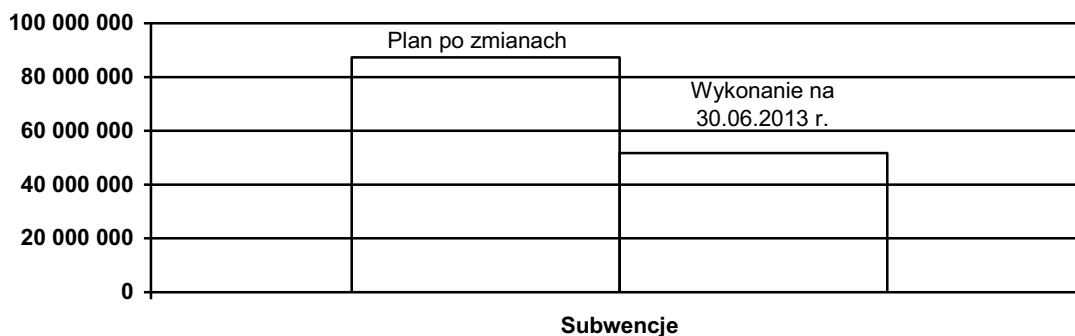 100 000 000
Plan po zmianach
80 000 000
Wykonanie na
30.06.2013 r.
60 000 000
40 000 000
20 000 000
0
Subwencje